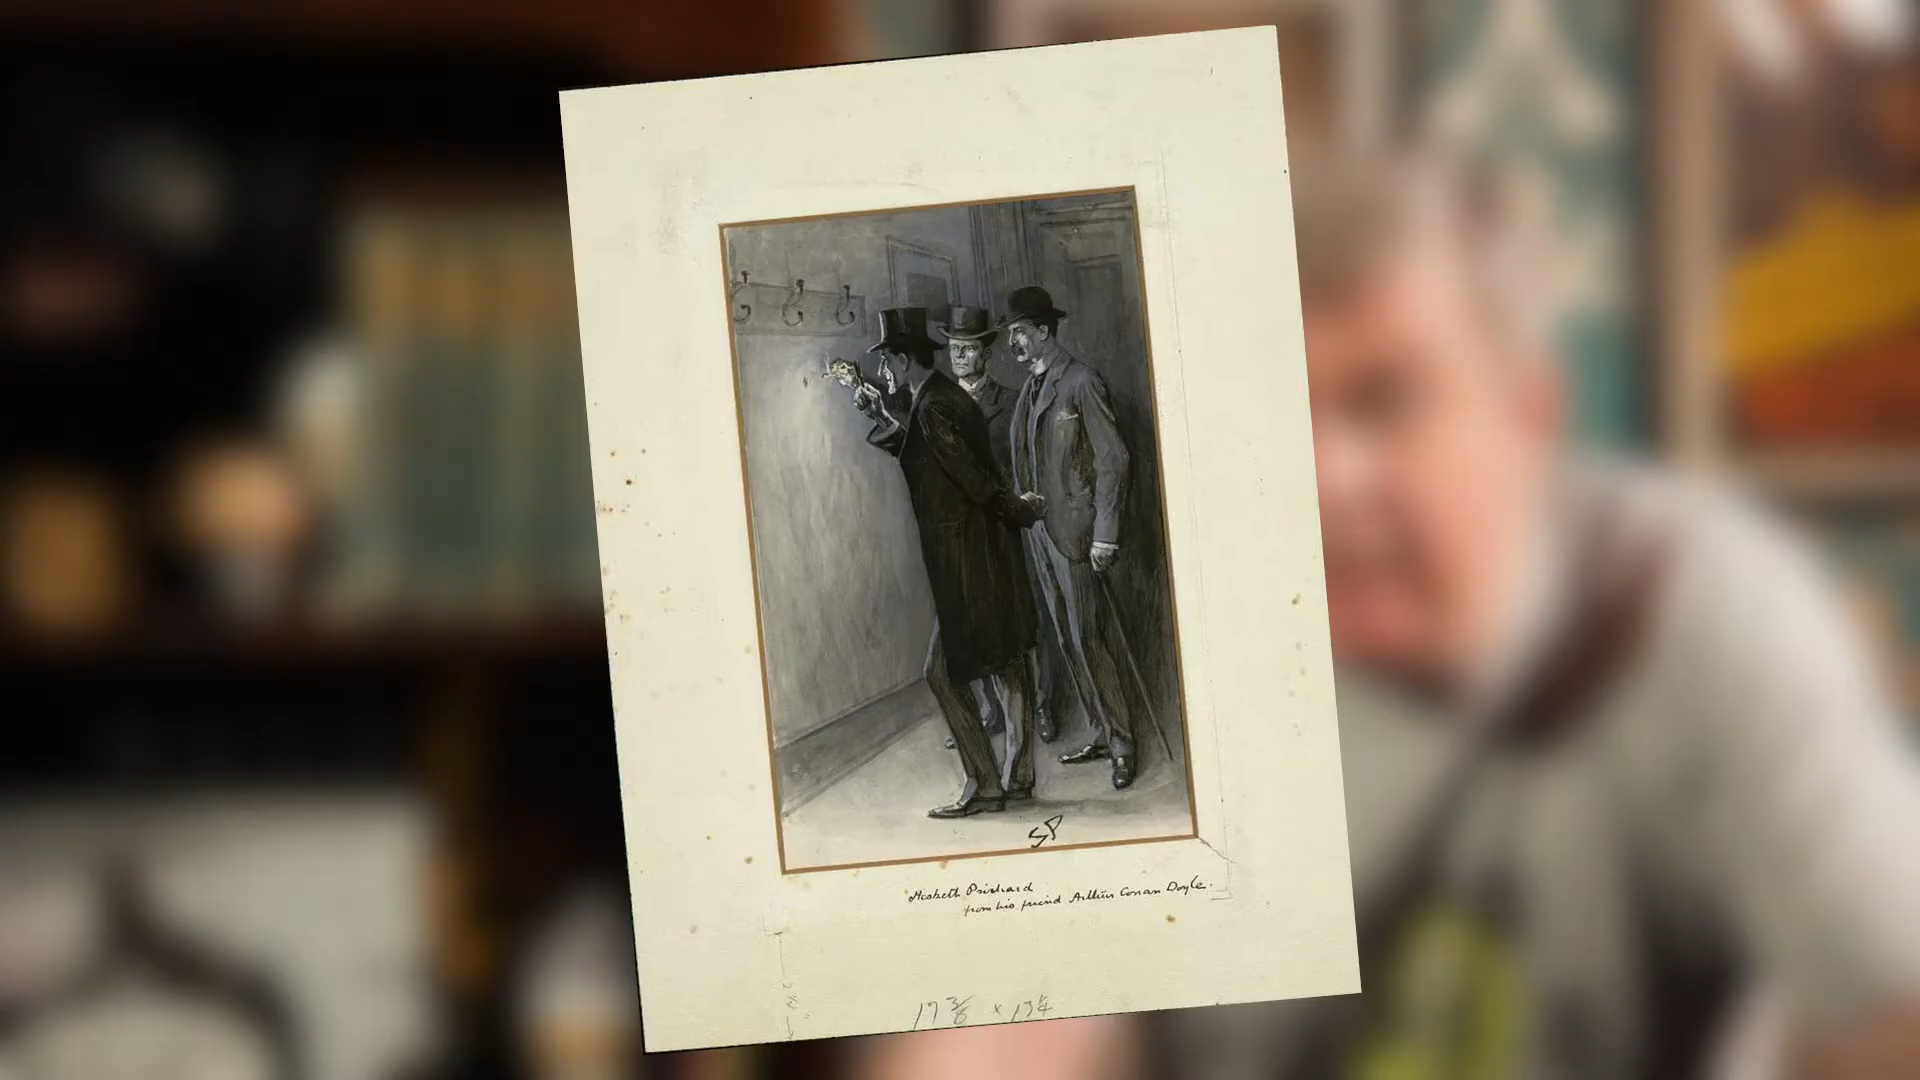 SP
Hesketh Prichard
from his friend Arthur Conan Doyle.
17 3/8 x 13 1/4